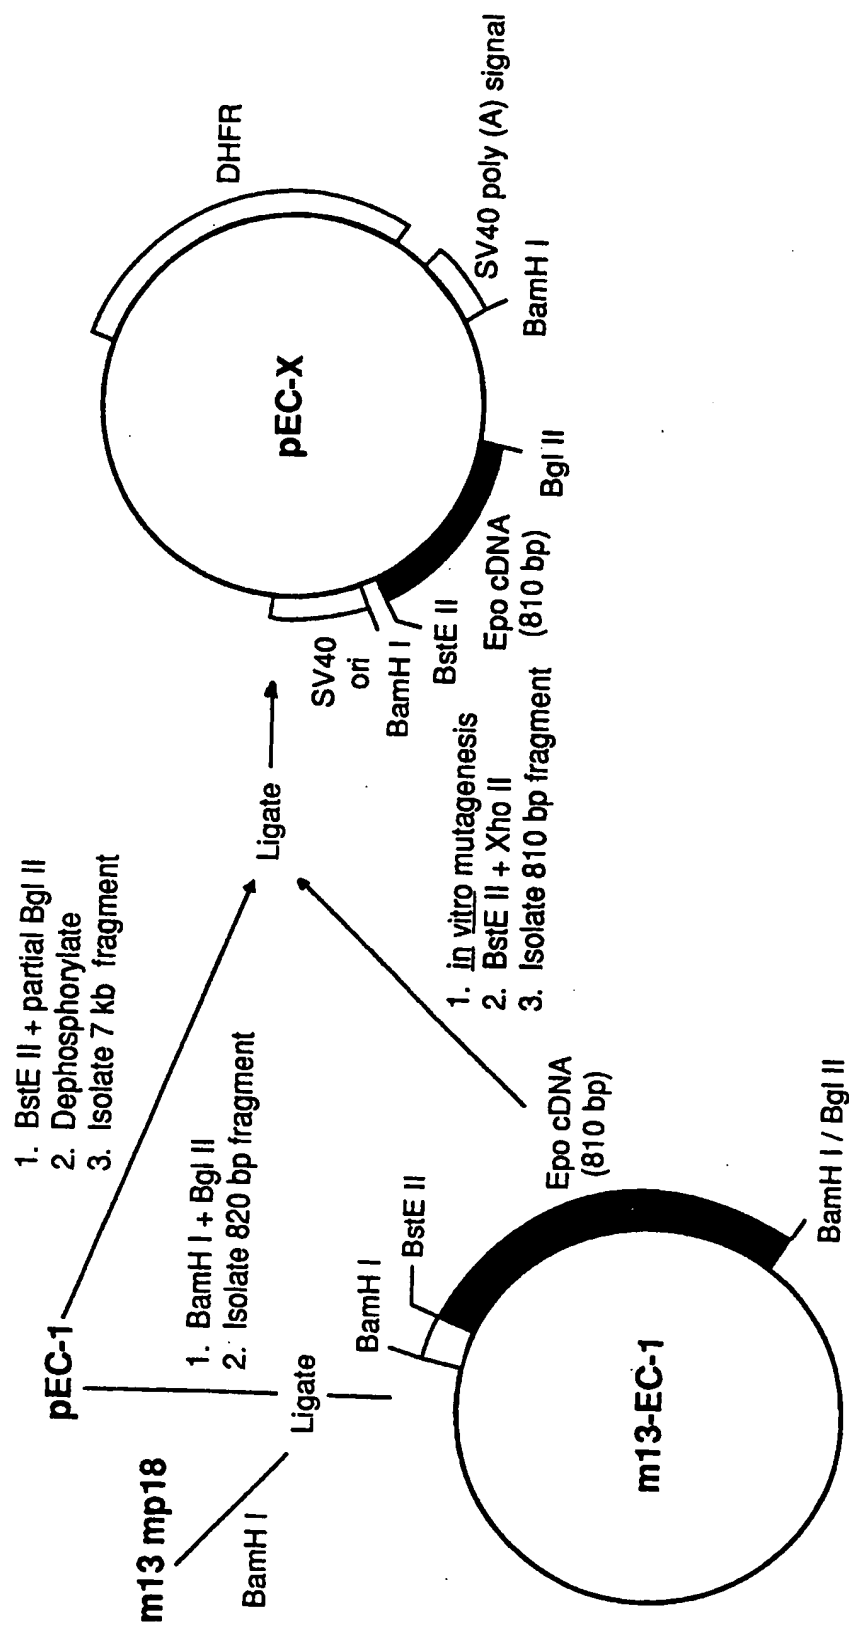 m13 mp18
BamH I
pEC-1
1. BstE II + partial Bgl II
2. Dephosphorylate
3. Isolate 7 kb fragment
1. BamH I + Bgl II
2. Isolate 820 bp fragment
Ligate
BamH I
BstE II
Epo cDNA
(810 bp)
BamH I / Bgl II
m13-EC-1
1. in vitro mutagenesis
2. BstE II + Xho II
3. Isolate 810 bp fragment
Ligate
pEC-X
DHFR
SV40 poly (A) signal
BamH I
Bgl II
Epo cDNA
(810 bp)
BstE II
BamH I
SV40
ori